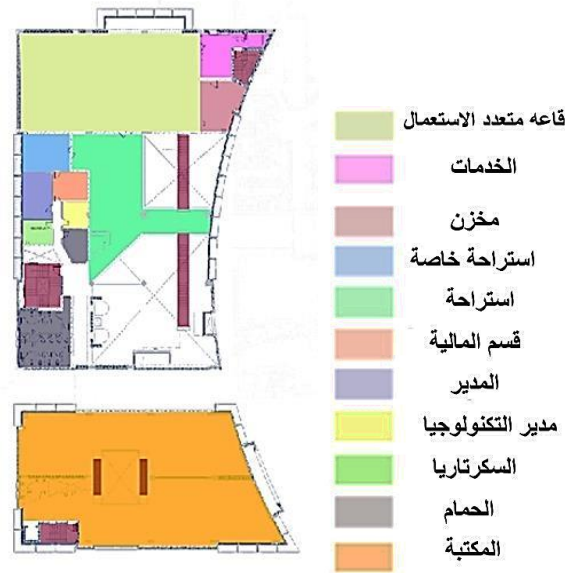 قاعه متعدد الاستعمال
الخدمات
مخزن
استراحة خاصة
استراحة
قسم المالية
المدير
مدير التكنولوجيا
السكرتاريا
الحمام
المكتبة